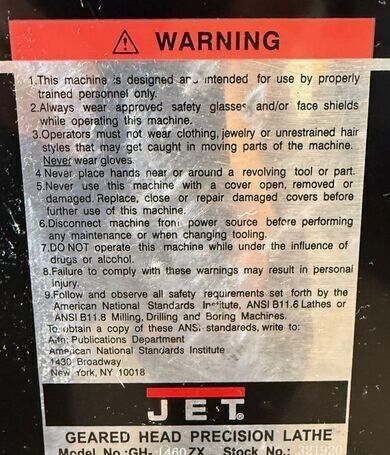 WARNING
1.This machine is designed and intended for use by properly
trained personnel only.
2.Always wear approved safety glasses and/or face shields
while operating this machine.
3.Operators must not wear clothing, jewelry or unrestrained hair
styles that may get caught in moving parts of the machine.
Never wear gloves.
4.Never place hands near or around a revolving tool or part.
5.Never use this machine with a cover open, removed or
damaged. Replace, close or repair damaged covers before
further use of this machine.
6.Disconnect machine from power source before performing
any maintenance or when changing tooling.
7.DO NOT operate this machine while under the influence of
drugs or alcohol.
8.Failure to comply with these warnings may result in personal
injury.
9.Follow and observe all safety requirements set forth by the
American National Standards Institute, ANSI B11.6 Lathes or
ANSI B11.8 Milling, Drilling and Boring Machines.
To obtain a copy of these ANSI standareds, write to:
Attn: Publications Department
American National Standards Institute
1430 Broadway
New York, NY 10018
JET
GEARED HEAD PRECISION LATHE
Model No.:GH-1460ZX Stock No.: 321920